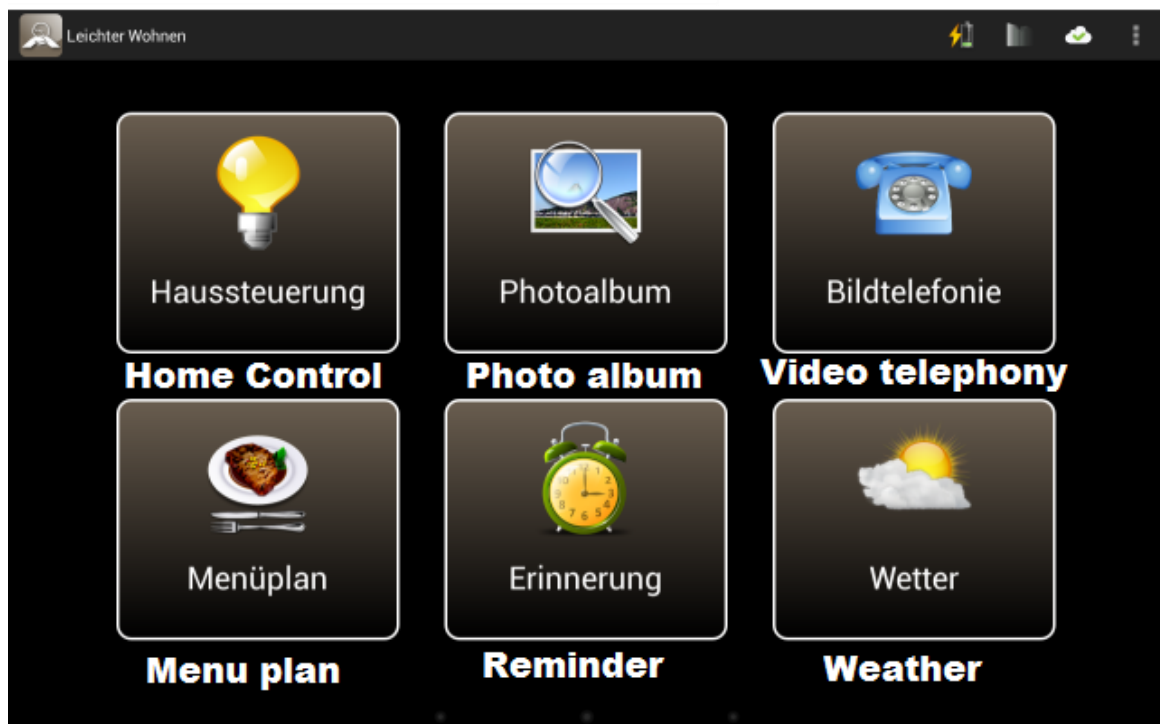 Leichter Wohnen
Haussteuerung
Photoalbum
Bildtelefonie
Home Control
Photo album
Video telephony
Menüplan
Erinnerung
Wetter
Menu plan
Reminder
Weather